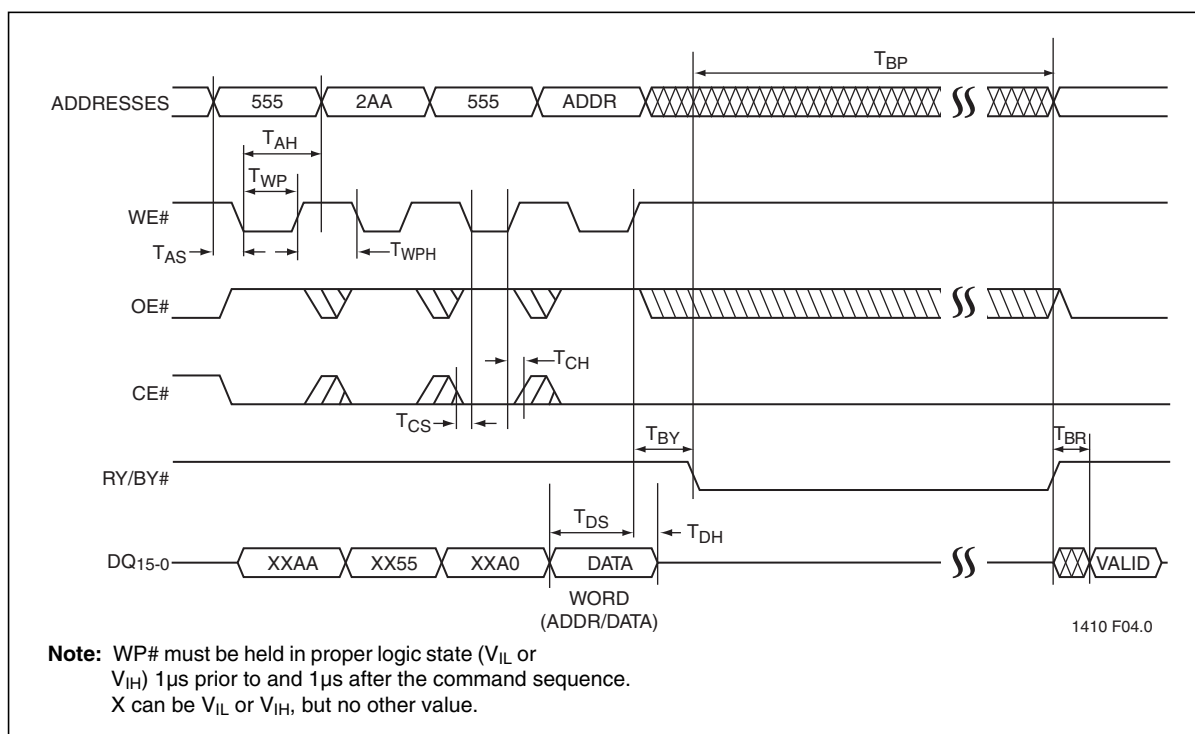 TBP
ADDRESSES 555 2AA 555 ADDR
TAH
TWP
WE#
TAS TWPH
OE#
TCH
CE#
TCS
TBY TBR
RY/BY#
TDS TDH
DQ15-0 XXAA XX55 XXA0 DATA VALID
WORD
(ADDR/DATA)
1410 F04.0
Note: WP# must be held in proper logic state (VIL or
VIH) 1µs prior to and 1µs after the command sequence.
X can be VIL or VIH, but no other value.